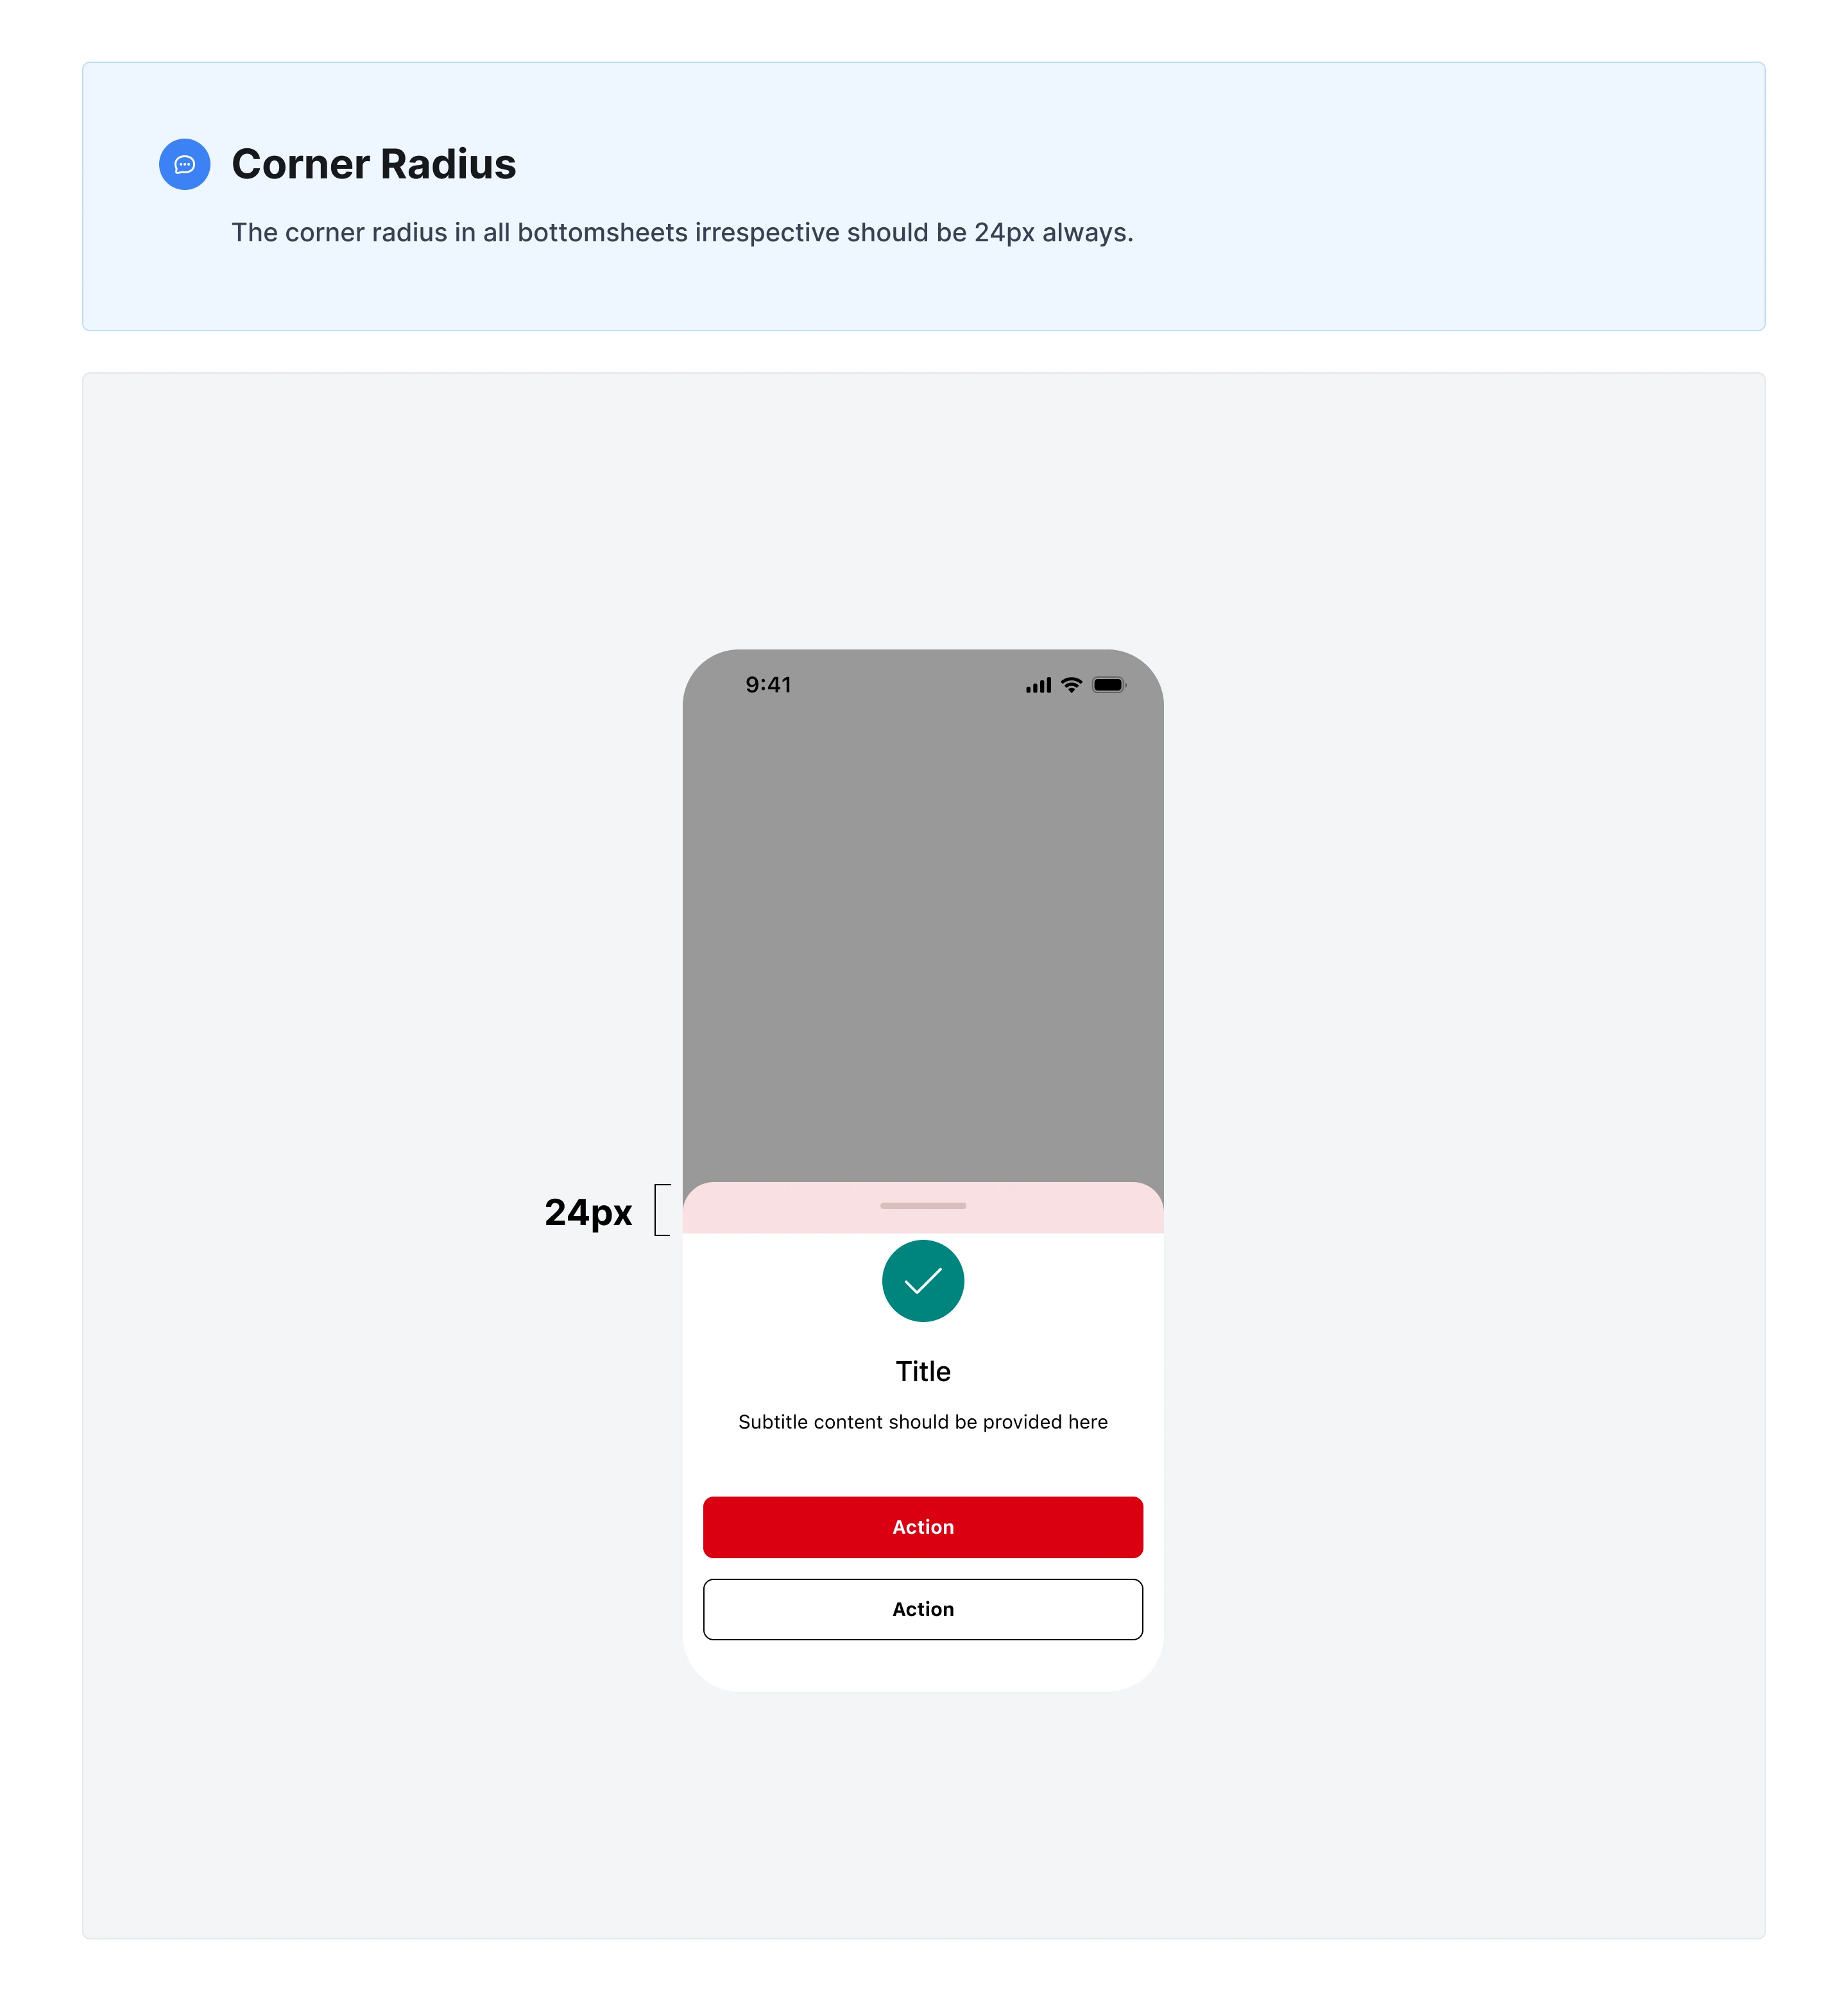 Corner Radius
The corner radius in all bottomsheets irrespective should be 24px always.
9:41
24px
Title
Subtitle content should be provided here
Action
Action